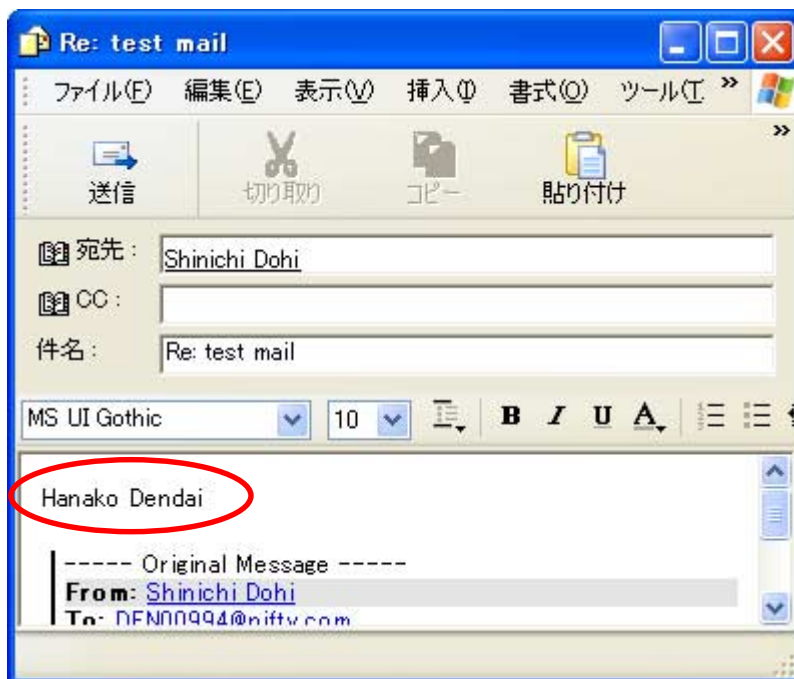 Re: test mail
ファイル(F) 編集(E) 表示(V) 挿入(I) 書式(O) ツール(T »
»
送信 切り取り コピー 貼り付け
宛先: Shinichi Dohi
CC:
件名: Re: test mail
MS UI Gothic 10 B I U A
Hanako Dendai
----- Original Message -----
From: Shinichi Dohi
To: DEN00994@nifty.com